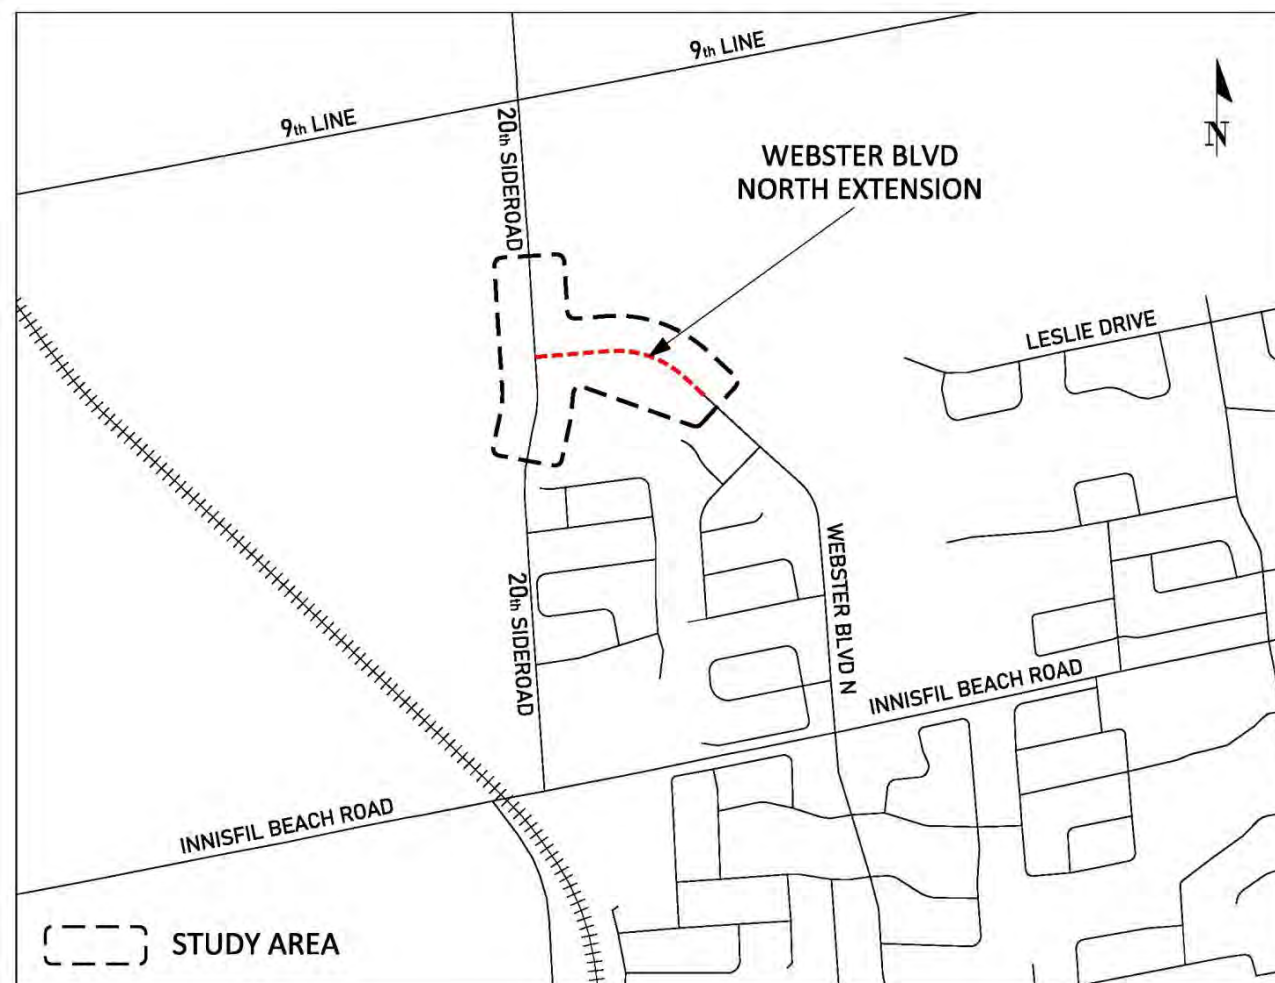 9th LINE
9th LINE
20th SIDEROAD
N
WEBSTER BLVD
NORTH EXTENSION
LESLIE DRIVE
WEBSTER BLVD N
20th SIDEROAD
INNISFIL BEACH ROAD
INNISFIL BEACH ROAD
STUDY AREA